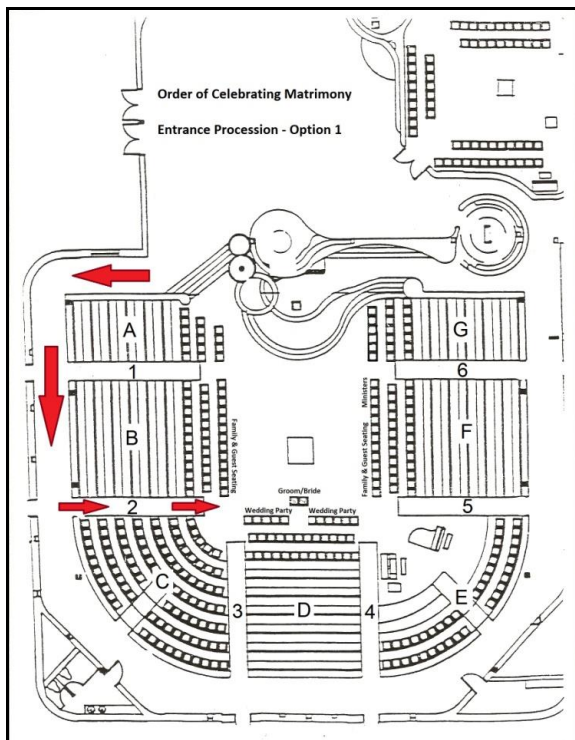 Order of Celebrating Matrimony
Entrance Procession - Option 1
A
G
1
6
B
Family & Guest Seating
Family & Guest Seating
Ministers
F
Groom/Bride
2
5
Wedding Party
Wedding Party
C
3
D
4
E